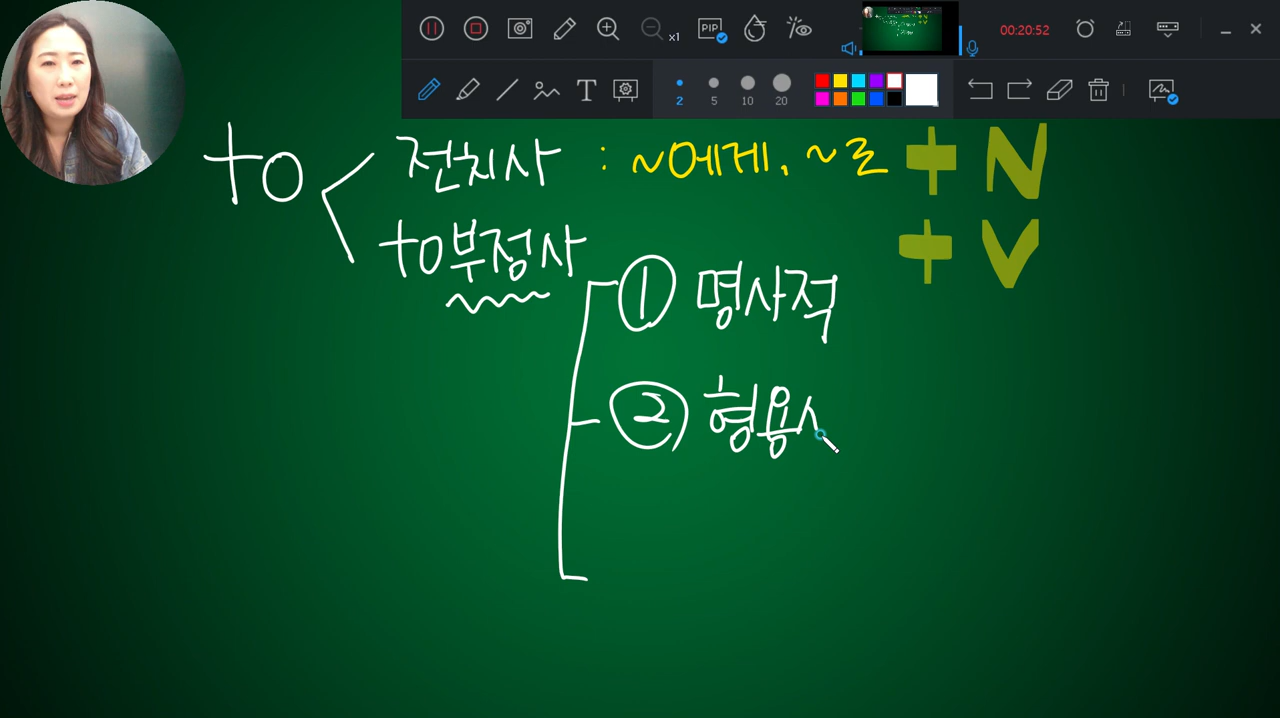 x1
PIP
00:20:52
T
2 5 10 20
to
전치사 : ~에게, ~로 + N
to부정사 + V
① 명사적
② 형용ㅅ